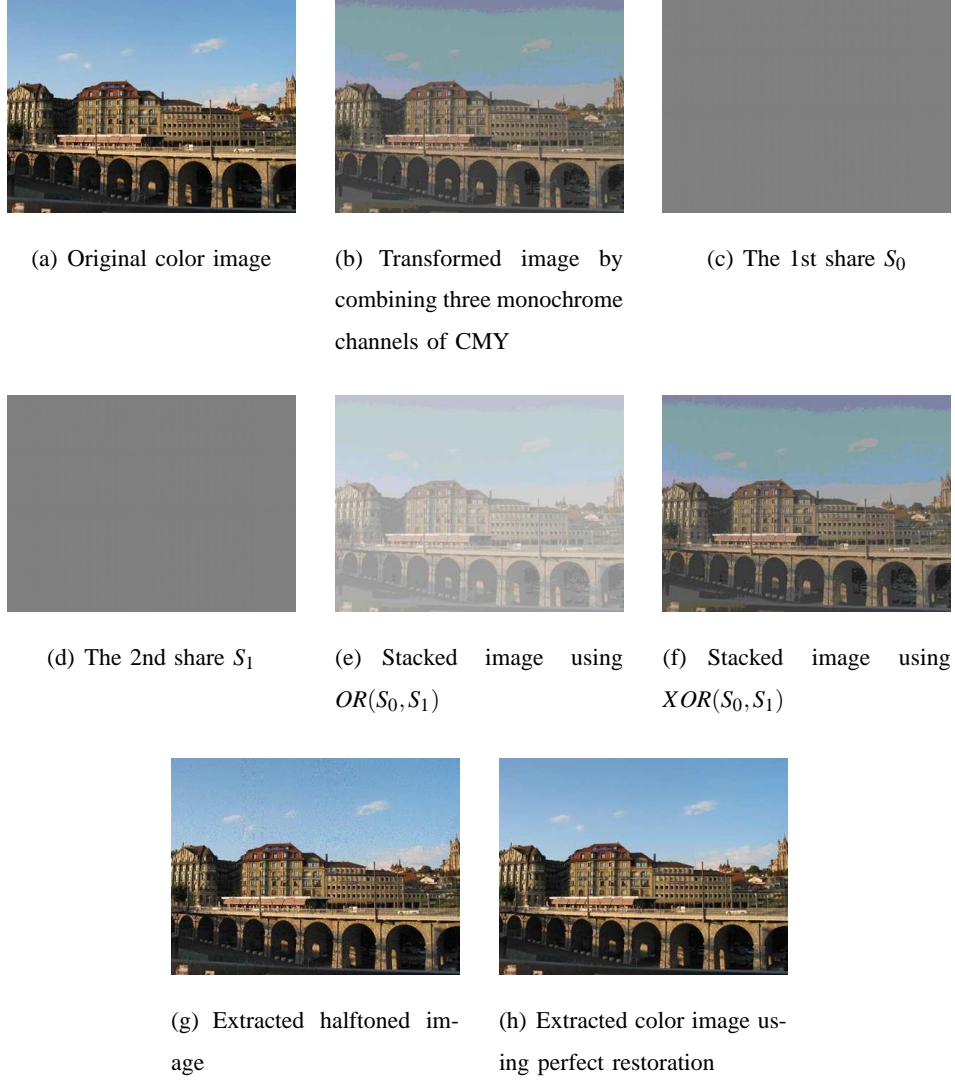 (a) Original color image
(b) Transformed image by
combining three monochrome
channels of CMY
(c) The 1st share S0
(d) The 2nd share S1
(e) Stacked image using
OR(S0,S1)
(f) Stacked image using
XOR(S0,S1)
(g) Extracted halftoned im-
age
(h) Extracted color image us-
ing perfect restoration